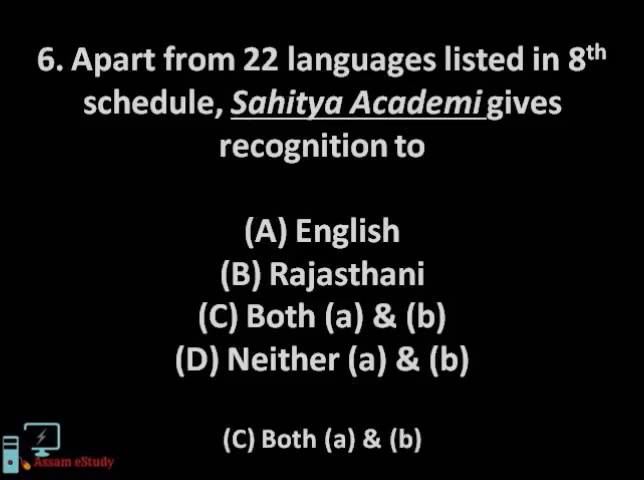 6. Apart from 22 languages listed in 8th
schedule, Sahitya Academi gives
recognition to
(A) English
(B) Rajasthani
(C) Both (a) & (b)
(D) Neither (a) & (b)
(C) Both (a) & (b)
Assam eStudy